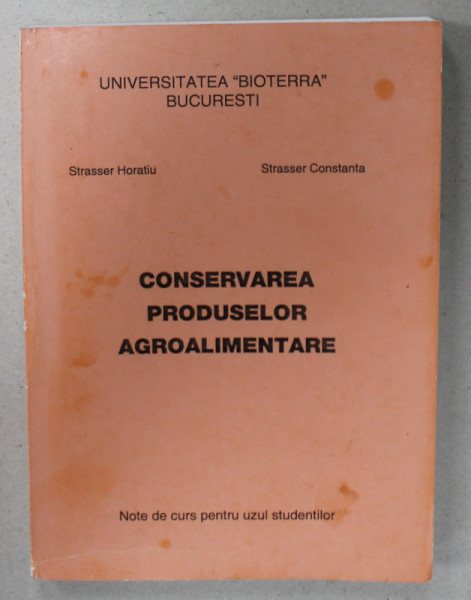 UNIVERSITATEA "BIOTERRA"
BUCURESTI
Strasser Horatiu
Strasser Constanta
CONSERVAREA
PRODUSELOR
AGROALIMENTARE
Note de curs pentru uzul studentilor